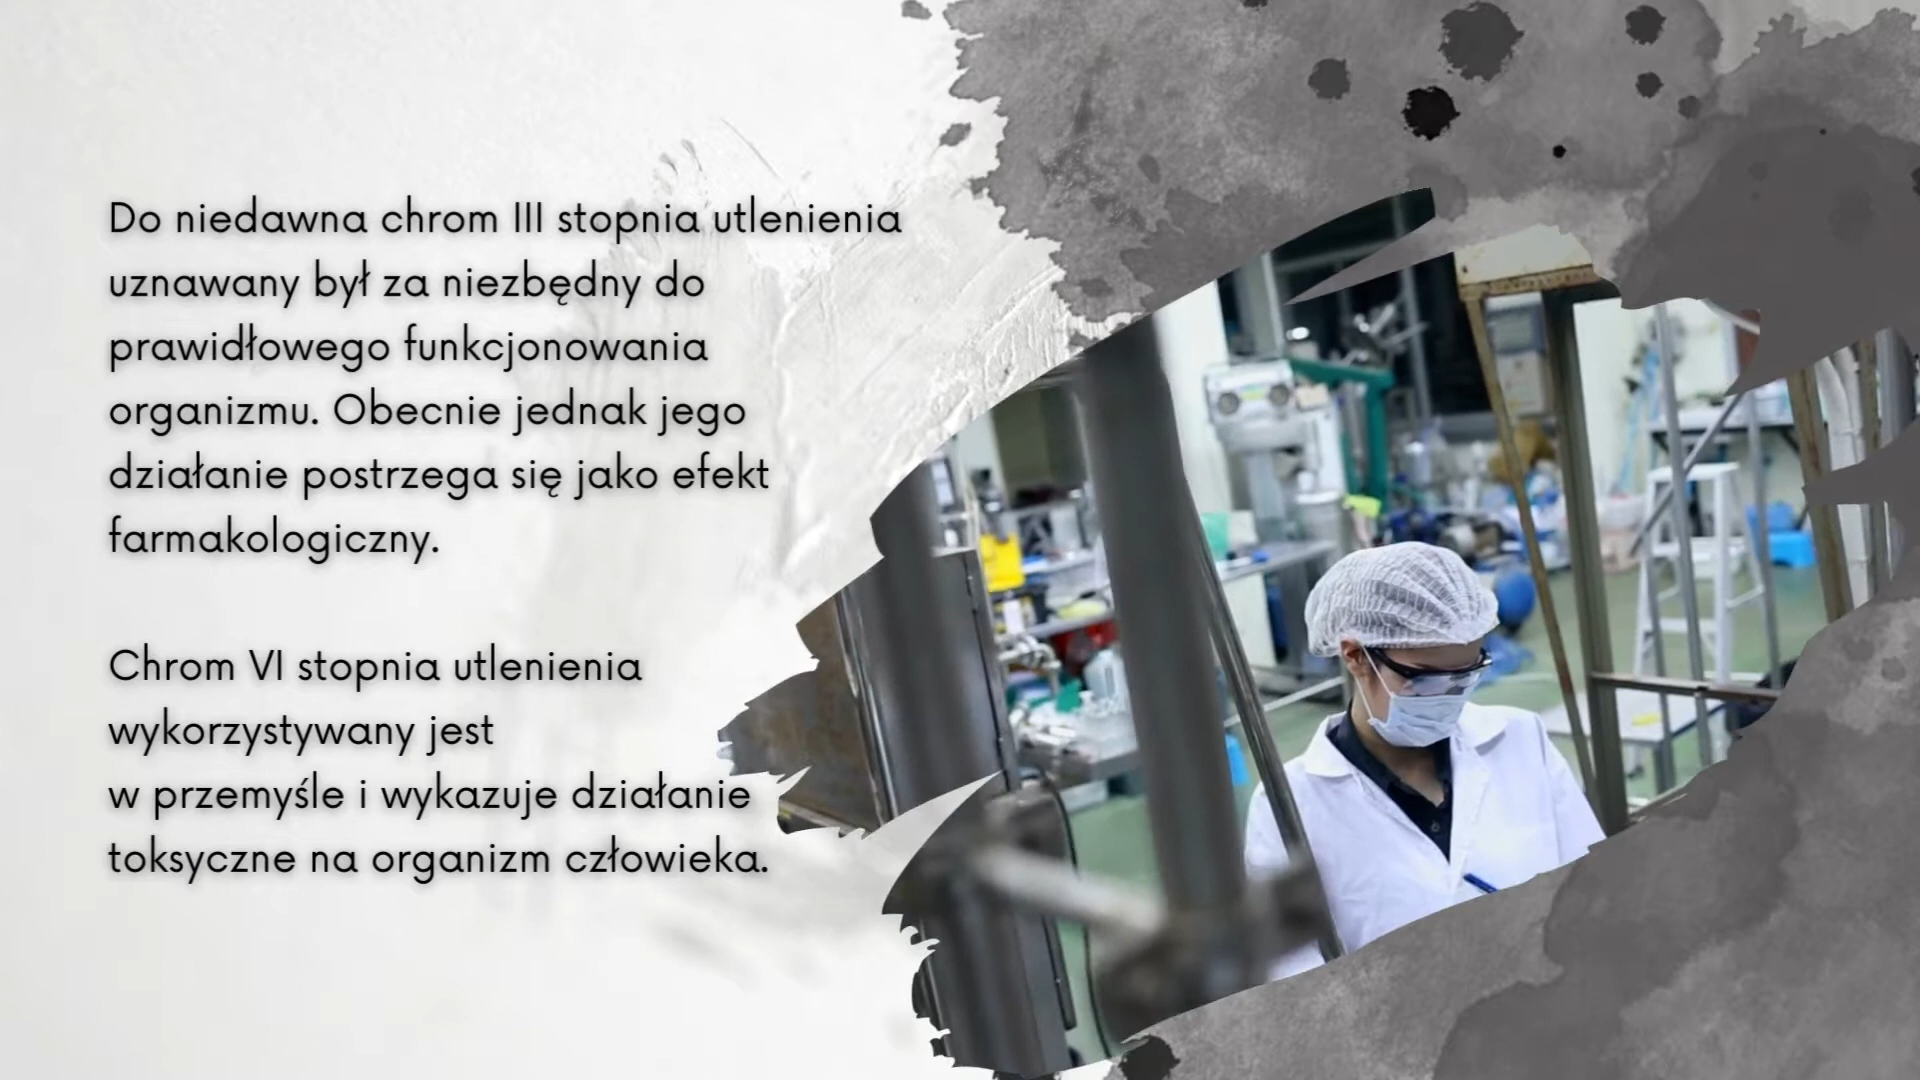 Do niedawna chrom III stopnia utlenienia
uznawany był za niezbędny do
prawidłowego funkcjonowania
organizmu. Obecnie jednak jego
działanie postrzega się jako efekt
farmakologiczny.
Chrom VI stopnia utlenienia
wykorzystywany jest
w przemyśle i wykazuje działanie
toksyczne na organizm człowieka.